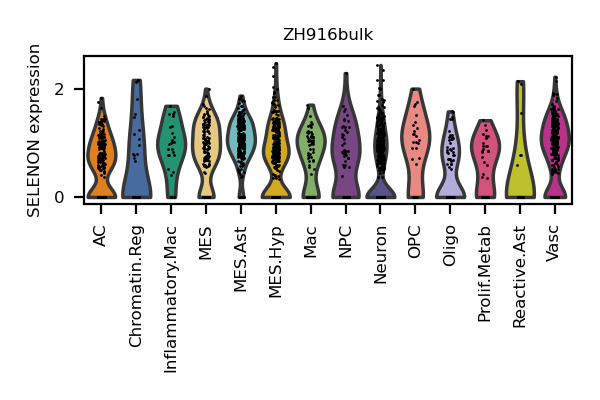 ZH916bulk
SELENON expression
2
0
AC
Chromatin.Reg
Inflammatory.Mac
MES
MES.Ast
MES.Hyp
Mac
NPC
Neuron
OPC
Oligo
Prolif.Metab
Reactive.Ast
Vasc